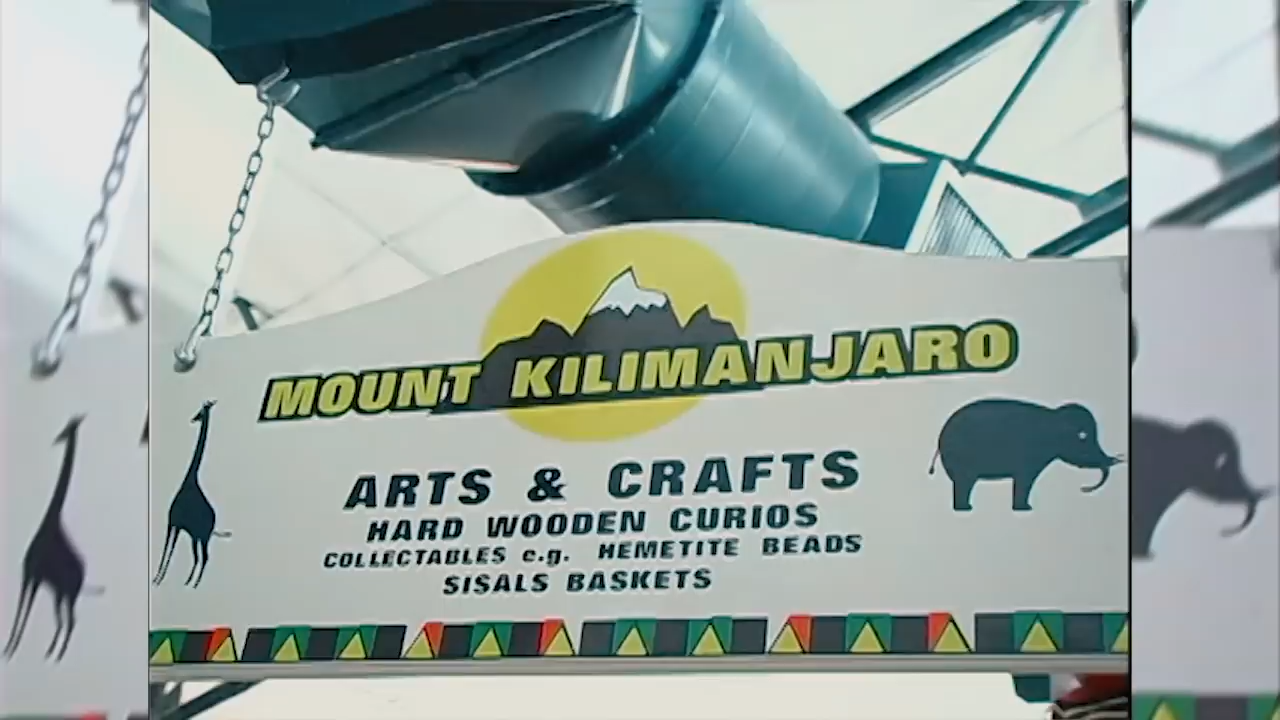 MOUNT KILIMANJARO
ARTS & CRAFTS
HARD WOODEN CURIOS
COLLECTABLES e.g. HEMETITE BEADS
SISALS BASKETS